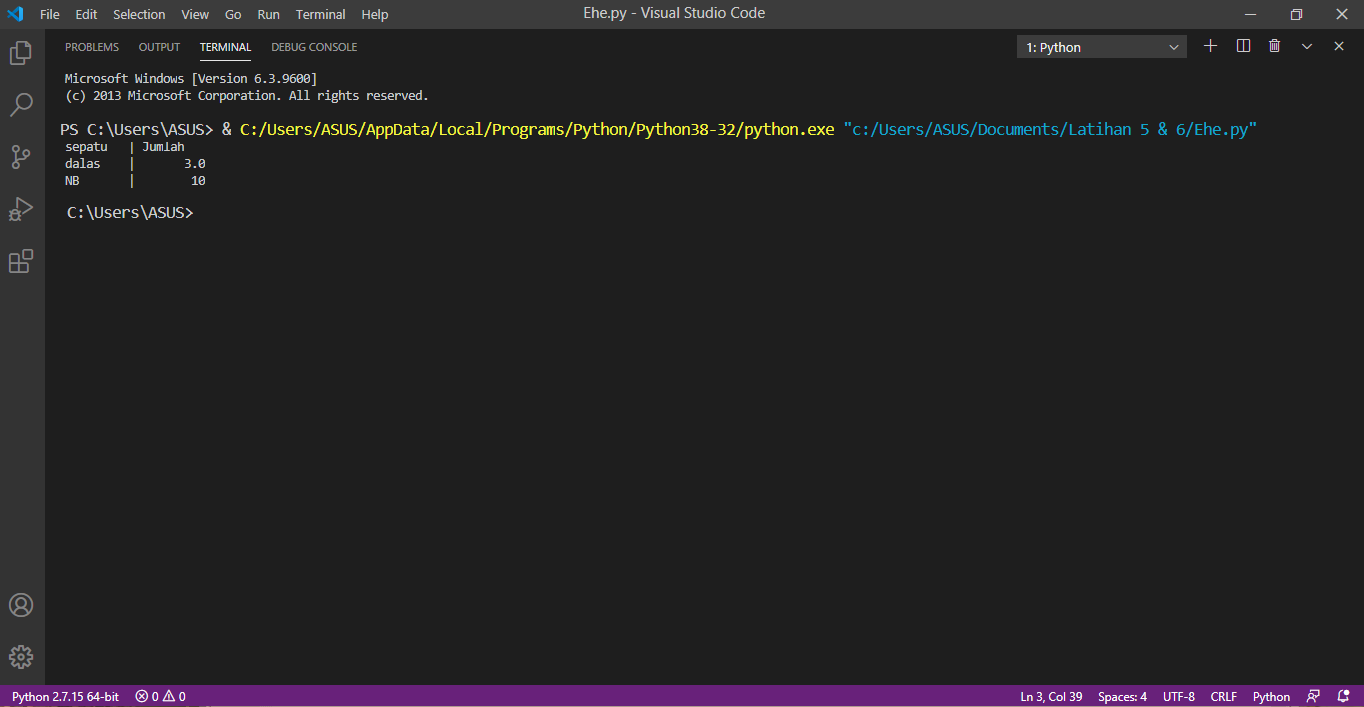 File Edit Selection View Go Run Terminal Help Ehe.py - Visual Studio Code
PROBLEMS OUTPUT TERMINAL DEBUG CONSOLE 1: Python
Microsoft Windows [Version 6.3.9600]
(c) 2013 Microsoft Corporation. All rights reserved.
PS C:\Users\ASUS> & C:/Users/ASUS/AppData/Local/Programs/Python/Python38-32/python.exe "c:/Users/ASUS/Documents/Latihan 5 & 6/Ehe.py"
sepatu | Jumlah
dalas | 3.0
NB | 10
C:\Users\ASUS>
Python 2.7.15 64-bit 0 0 Ln 3, Col 39 Spaces: 4 UTF-8 CRLF Python